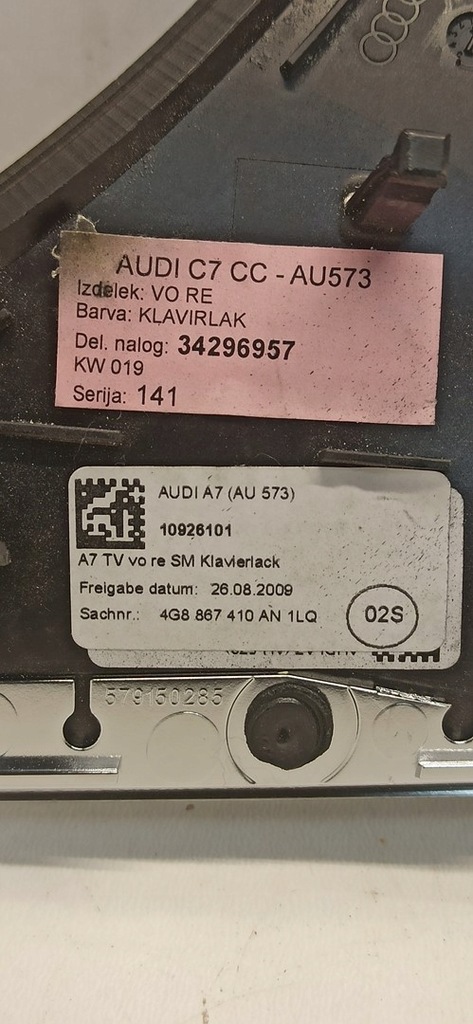 AUDI C7 CC - AU573
Izdelek: VO RE
Barva: KLAVIRLAK
Del. nalog: 34296957
KW 019
Serija: 141
AUDI A7 (AU 573)
10926101
A7 TV vo re SM Klavierlack
Freigabe datum: 26.08.2009
Sachnr.: 4G8 867 410 AN 1LQ
02S
579150285